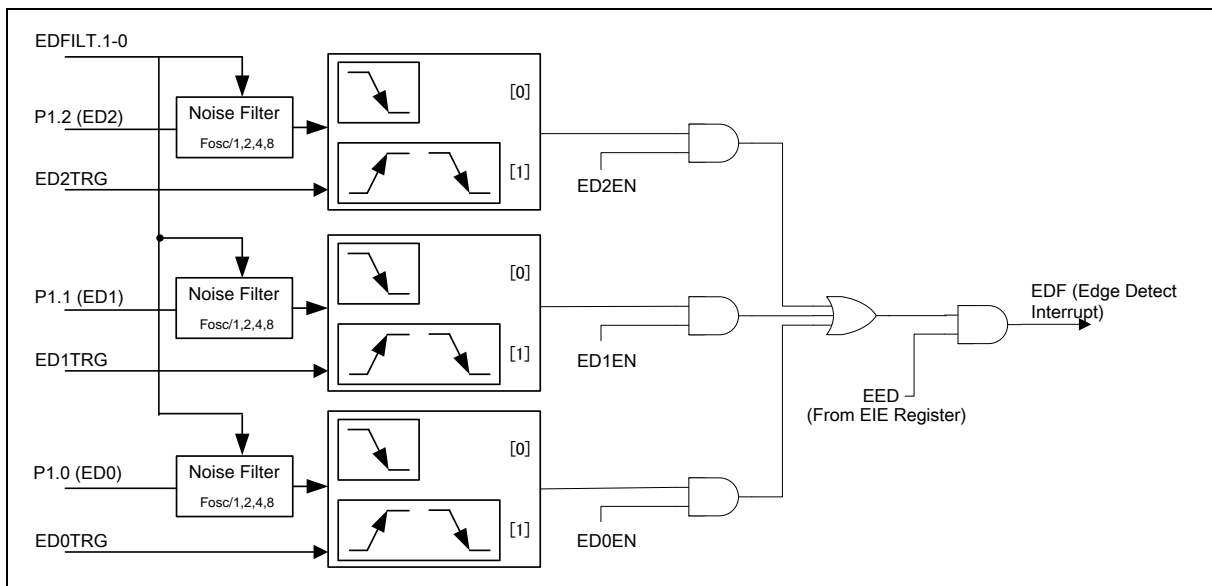 EDFILT.1-0
P1.2 (ED2)
Noise Filter
Fosc/1,2,4,8
[0]
[1]
ED2TRG
ED2EN
P1.1 (ED1)
Noise Filter
Fosc/1,2,4,8
[0]
[1]
ED1TRG
ED1EN
EDF (Edge Detect
Interrupt)
EED
(From EIE Register)
P1.0 (ED0)
Noise Filter
Fosc/1,2,4,8
[0]
[1]
ED0TRG
ED0EN